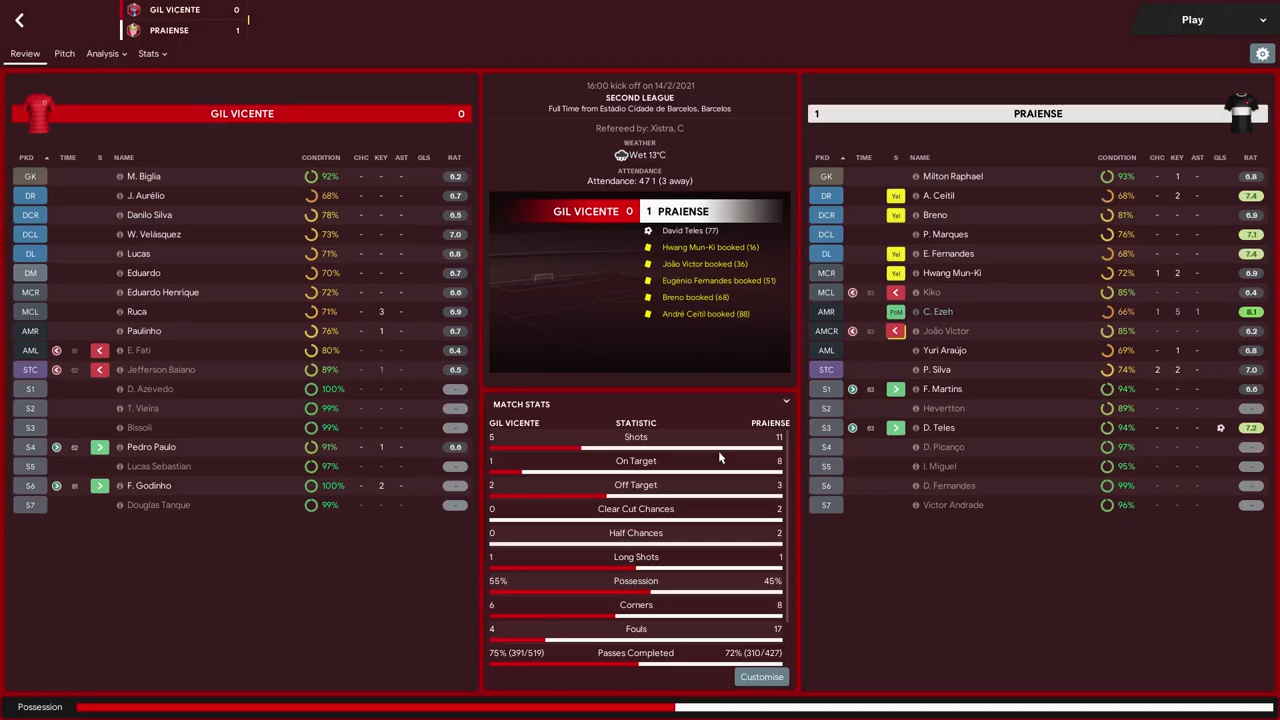 GIL VICENTE 0
PRAIENSE 1
Play
Review Pitch Analysis Stats
GIL VICENTE 0
PKD TIME S NAME CONDITION CHC KEY AST GLS RAT
GK M. Biglia 92% - - - 6.2
DR J. Aurélio 68% - - - 6.7
DCR Danilo Silva 78% - - - 6.5
DCL W. Velásquez 73% - - - 7.0
DL Lucas 71% - - - 6.8
DM Eduardo 70% - - - 6.7
MCR Eduardo Henrique 72% - - - 6.6
MCL Ruca 71% - 3 - 6.9
AMR Paulinho 76% - 1 - 6.7
AML 81 E. Fati 80% - - - 6.4
STC 62 Jefferson Baiano 89% - 1 - 6.5
S1 D. Azevedo 100% - - - -
S2 T. Vieira 99% - - - -
S3 Bissoli 99% - - - -
S4 62 Pedro Paulo 91% - 1 - 6.6
S5 Lucas Sebastian 97% - - - -
S6 81 F. Godinho 100% - 2 - -
S7 Douglas Tanque 99% - - - -
16:00 kick off on 14/2/2021
SECOND LEAGUE
Full Time from Estádio Cidade de Barcelos, Barcelos
Refereed by: Xistra, C
WEATHER
Wet 13°C
ATTENDANCE
Attendance: 471 (3 away)
GIL VICENTE 0 1 PRAIENSE
David Teles (77)
Hwang Mun-Ki booked (16)
João Victor booked (36)
Eugénio Fernandes booked (51)
Breno booked (68)
André Ceitil booked (88)
MATCH STATS
GIL VICENTE STATISTIC PRAIENSE
5 Shots 11
1 On Target 8
2 Off Target 3
0 Clear Cut Chances 2
0 Half Chances 2
1 Long Shots 1
55% Possession 45%
6 Corners 8
4 Fouls 17
75% (391/519) Passes Completed 72% (310/427)
Customise
1 PRAIENSE
PKD TIME S NAME CONDITION CHC KEY AST GLS RAT
GK Milton Raphael 93% - 1 - 6.8
DR Yel A. Ceitil 68% - 2 - 7.4
DCR Yel Breno 81% - - - 6.9
DCL P. Marques 76% - - - 7.1
DL Yel E. Fernandes 68% - - - 7.4
MCR Yel Hwang Mun-Ki 72% 1 2 - 6.9
MCL 63 Kiko 85% - - - 6.4
AMR PoM C. Ezeh 66% 1 5 1 8.1
AMCR 63 João Victor 85% - - - 6.2
AML Yuri Araújo 69% - 1 - 6.8
STC P. Silva 74% 2 2 - 7.0
S1 63 F. Martins 94% - - - 6.6
S2 Hevertton 89% - - - -
S3 63 D. Teles 94% - - - 7.2
S4 D. Picanço 97% - - - -
S5 I. Miguel 95% - - - -
S6 D. Fernandes 99% - - - -
S7 Victor Andrade 96% - - - -
Possession